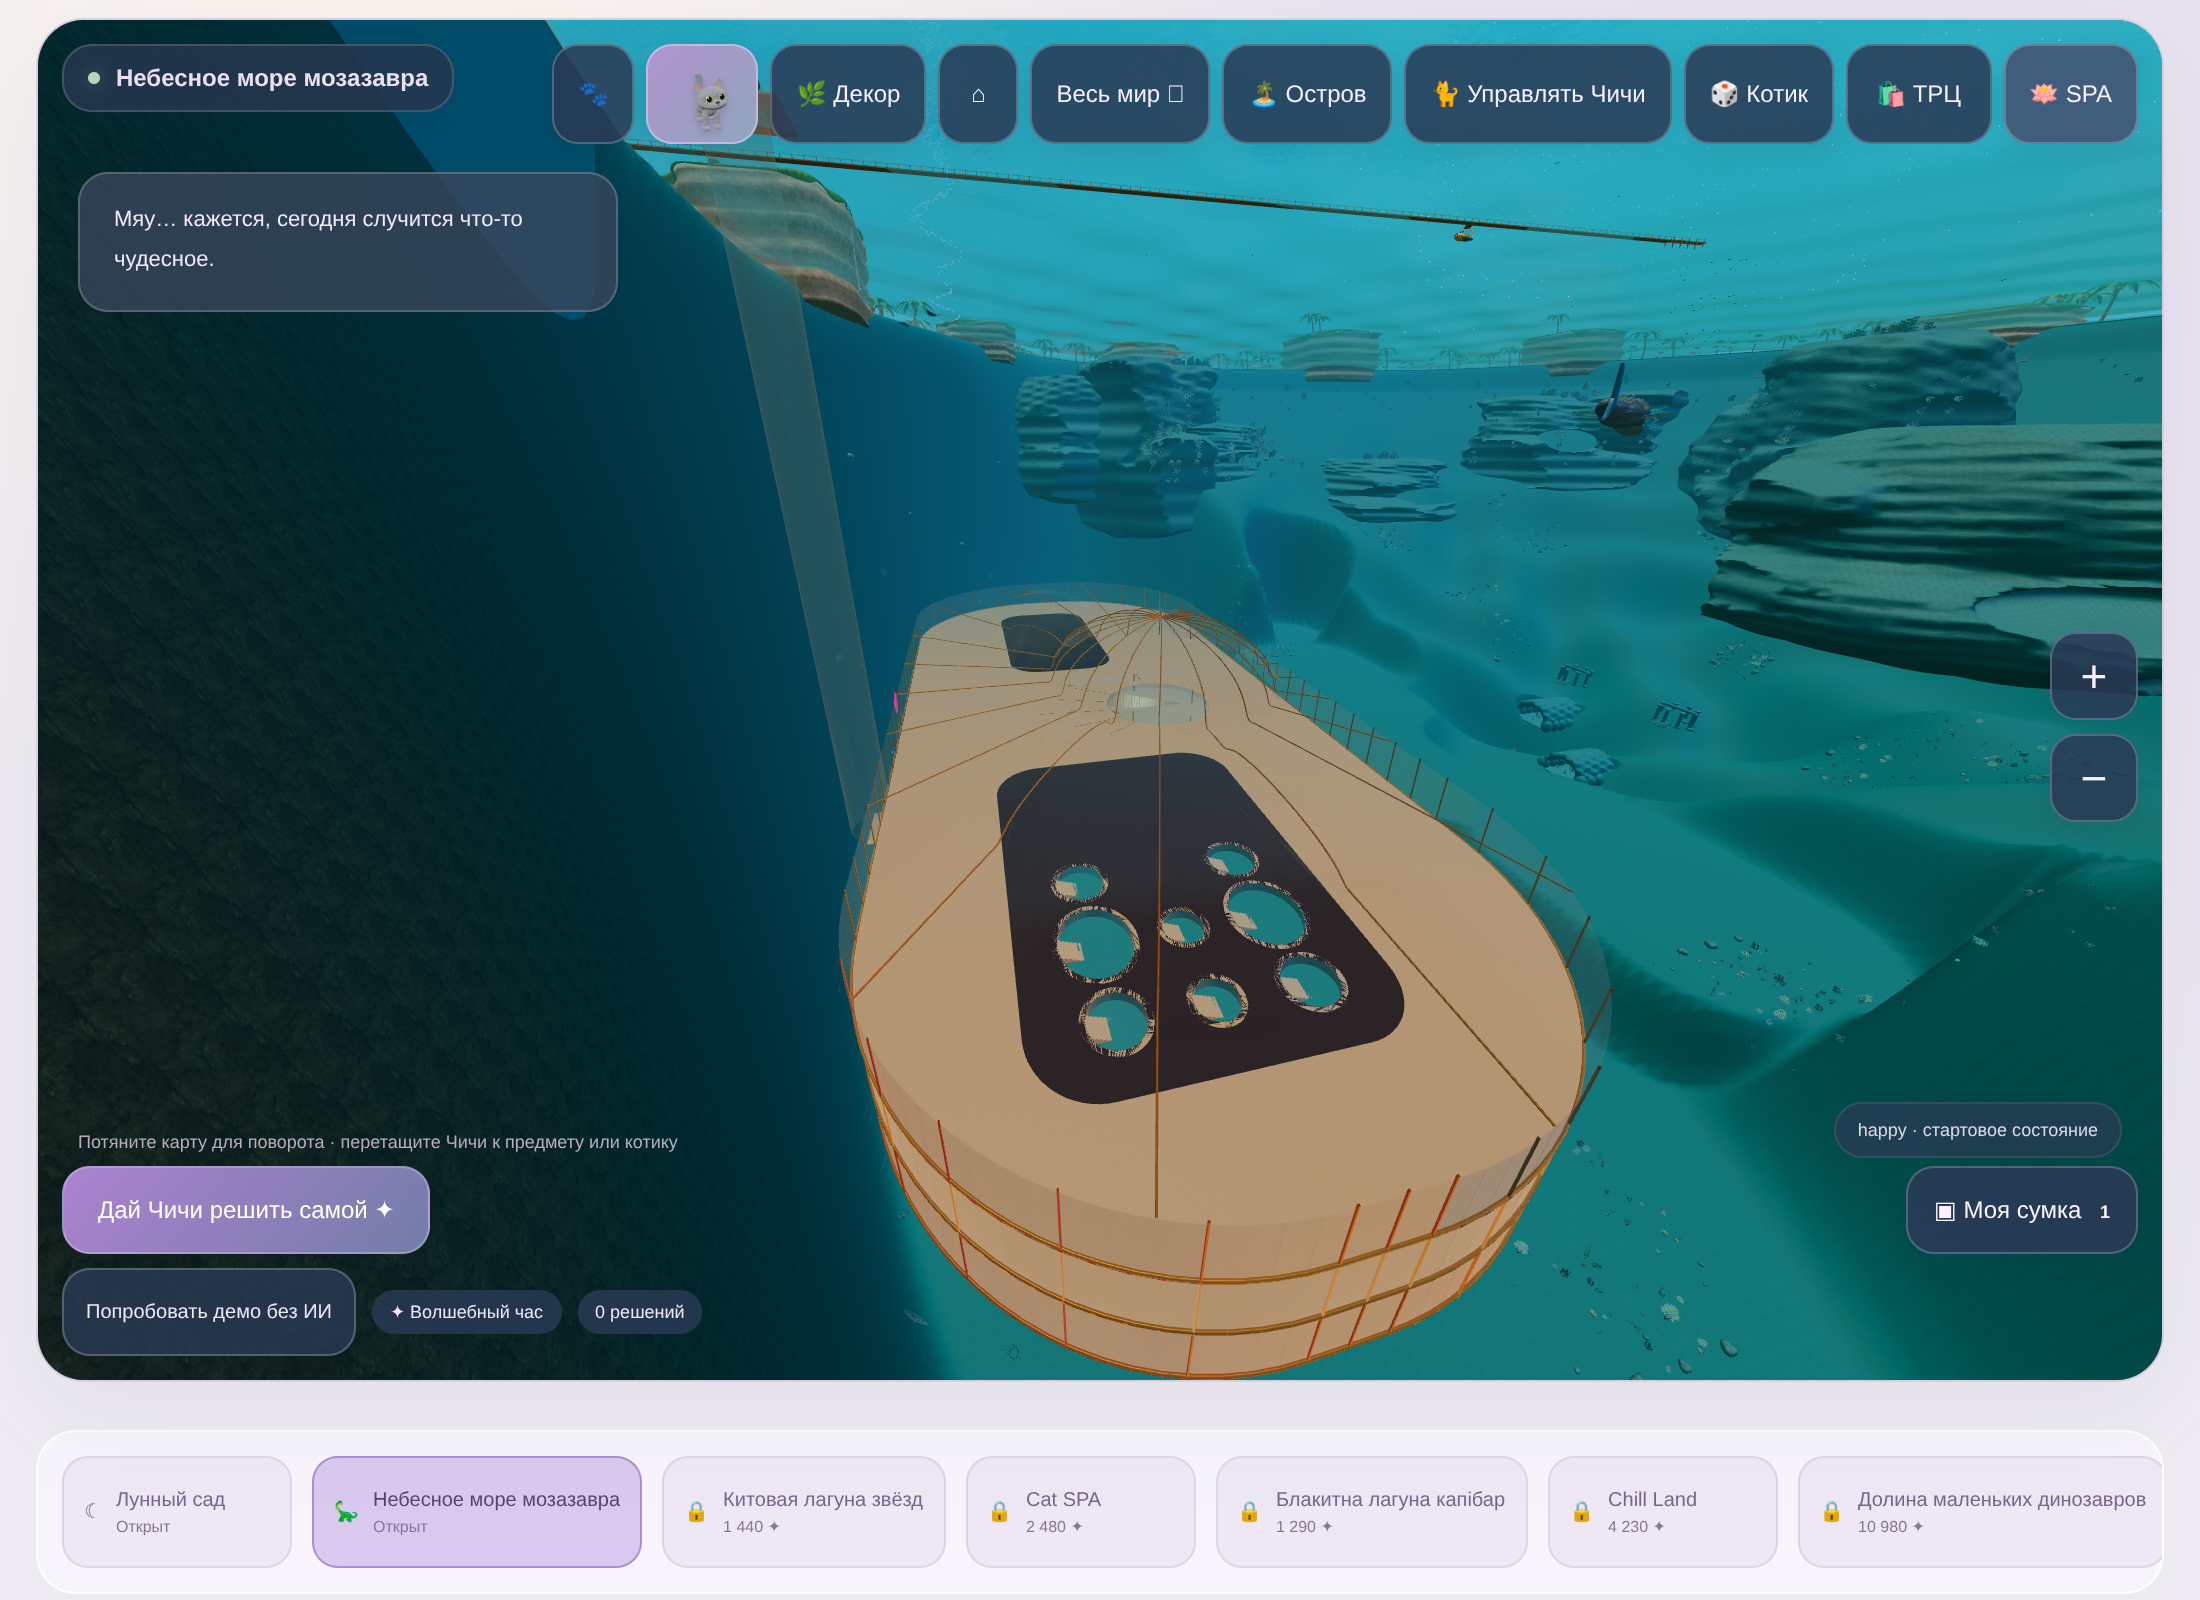 Небесное море мозазавра
🌿 Декор
⌂
Весь мир
🏝️ Остров
🐈 Управлять Чичи
🎲 Котик
🛍️ ТРЦ
🪷 SPA
Мяу… кажется, сегодня случится что-то
чудесное.
+
−
Потяните карту для поворота · перетащите Чичи к предмету или котику
happy · стартовое состояние
Дай Чичи решить самой ✦
▣ Моя сумка 1
Попробовать демо без ИИ
✦ Волшебный час
0 решений
☾ Лунный сад
Открыт
Небесное море мозазавра
Открыт
Китовая лагуна звёзд
1 440 ✦
Cat SPA
2 480 ✦
Блакитна лагуна капібар
1 290 ✦
Chill Land
4 230 ✦
Долина маленьких динозавров
10 980 ✦